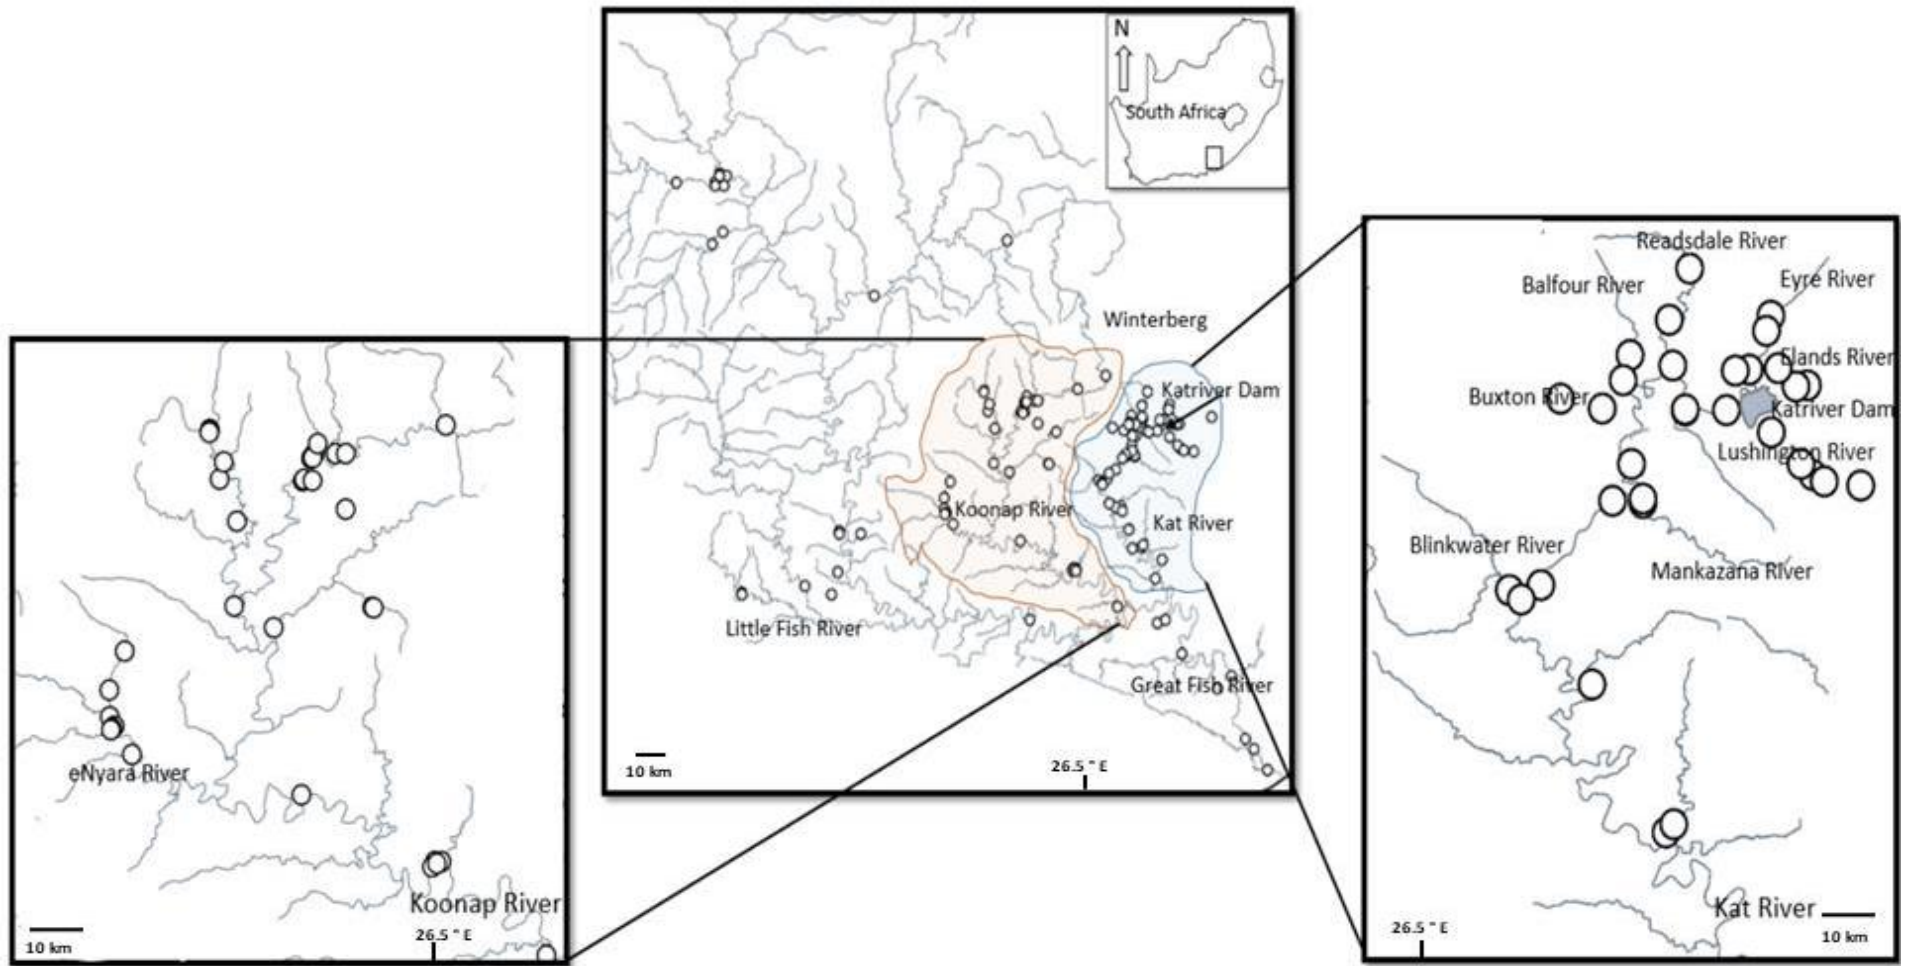 N
South Africa
Winterberg
Katriver Dam
Koonap River
Kat River
Little Fish River
Great Fish River
10 km
26.5 ° E
eNyara River
Koonap River
10 km
26.5 ° E
Readsdale River
Balfour River
Eyre River
Elands River
Buxton River
Katriver Dam
Lushington River
Blinkwater River
Mankazana River
Kat River
26.5 ° E
10 km